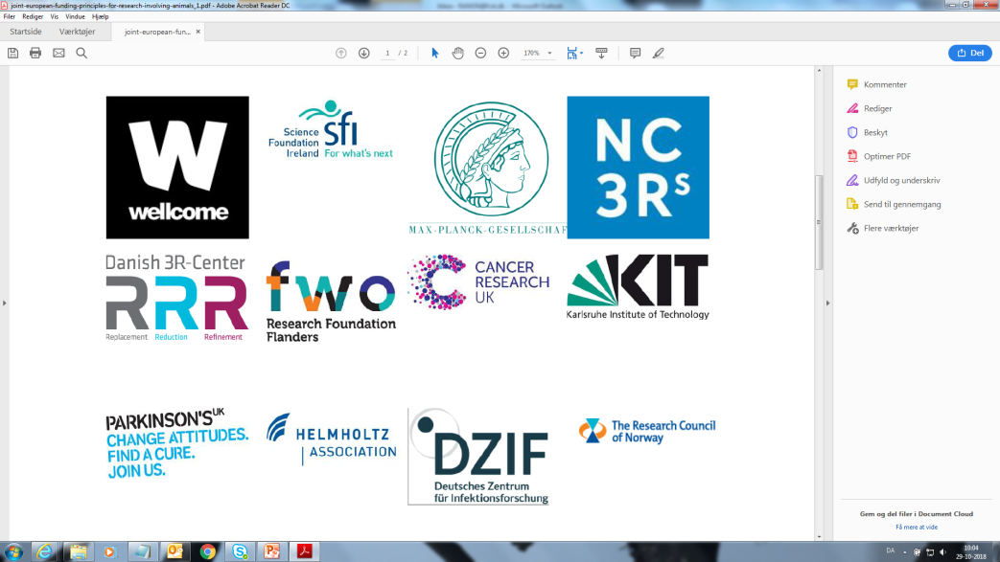 joint-european-funding-principles-for-research-involving-animals_1.pdf - Adobe Acrobat Reader DC
Filer Rediger Vis Vindue Hjælp
Startside Værktøjer joint-european-fun... ×
1 / 2 170% Del
W
wellcome
Science
Foundation
Ireland
sfi
For what's next
MAX-PLANCK-GESELLSCHAF
NC
3Rs
Danish 3R-Center
RRR
Replacement Reduction Refinement
fwo
Research Foundation
Flanders
CANCER
RESEARCH
UK
KIT
Karlsruhe Institute of Technology
PARKINSON'S UK
CHANGE ATTITUDES.
FIND A CURE.
JOIN US.
HELMHOLTZ
ASSOCIATION
DZIF
Deutsches Zentrum
für Infektionsforschung
The Research Council
of Norway
Kommenter
Rediger
Beskyt
Optimer PDF
Udfyld og underskriv
Send til gennemgang
Flere værktøjer
Gem og del filer i Document Cloud
Få mere at vide
DA
10:04
29-10-2018